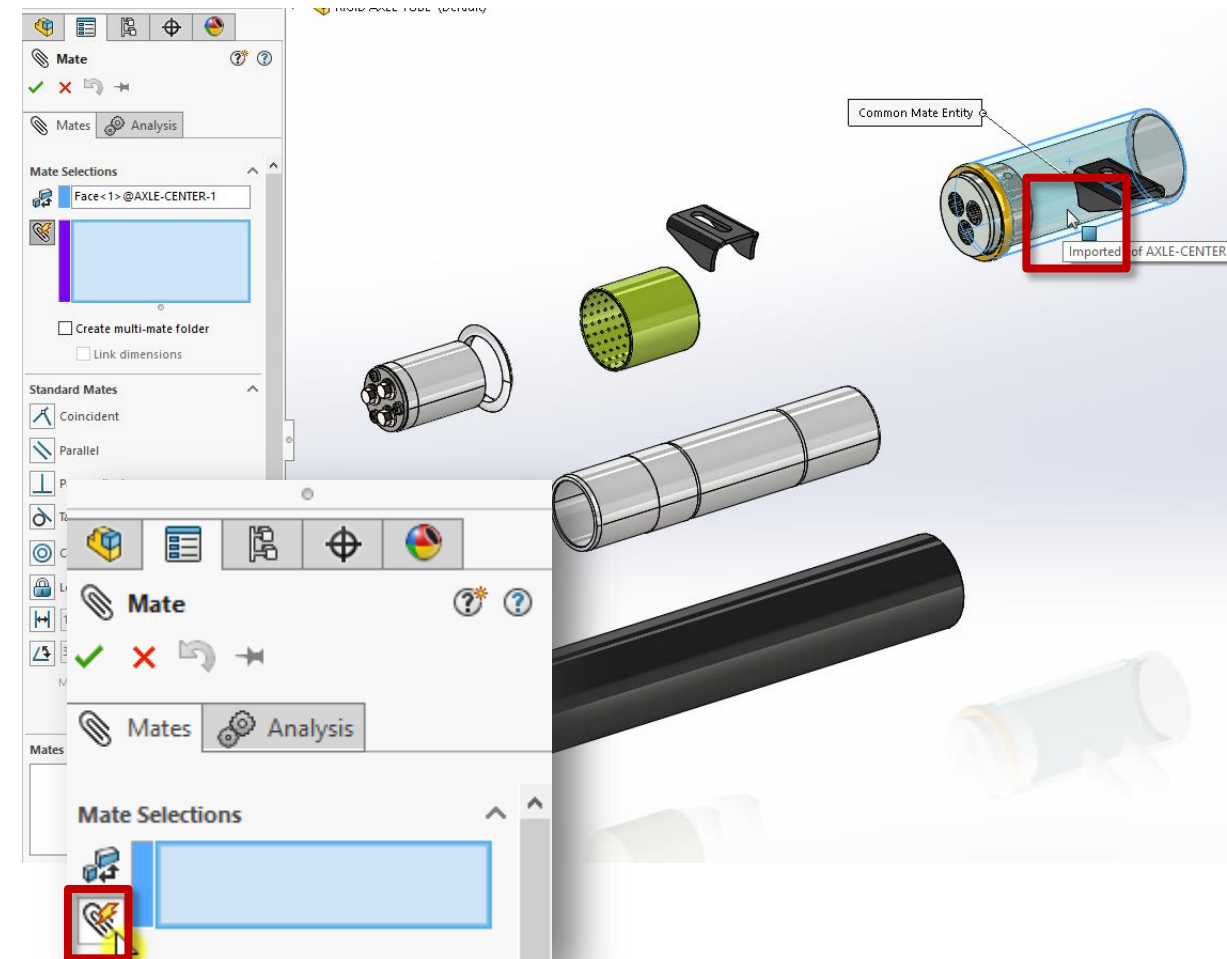 RIGID AXLE TUBE (Default)
Mate
Mates
Analysis
Mate Selections
Face<1>@AXLE-CENTER-1
Create multi-mate folder
Link dimensions
Standard Mates
Coincident
Parallel
Mates
Common Mate Entity
Imported
of AXLE-CENTER
Mate
Mates
Analysis
Mate Selections